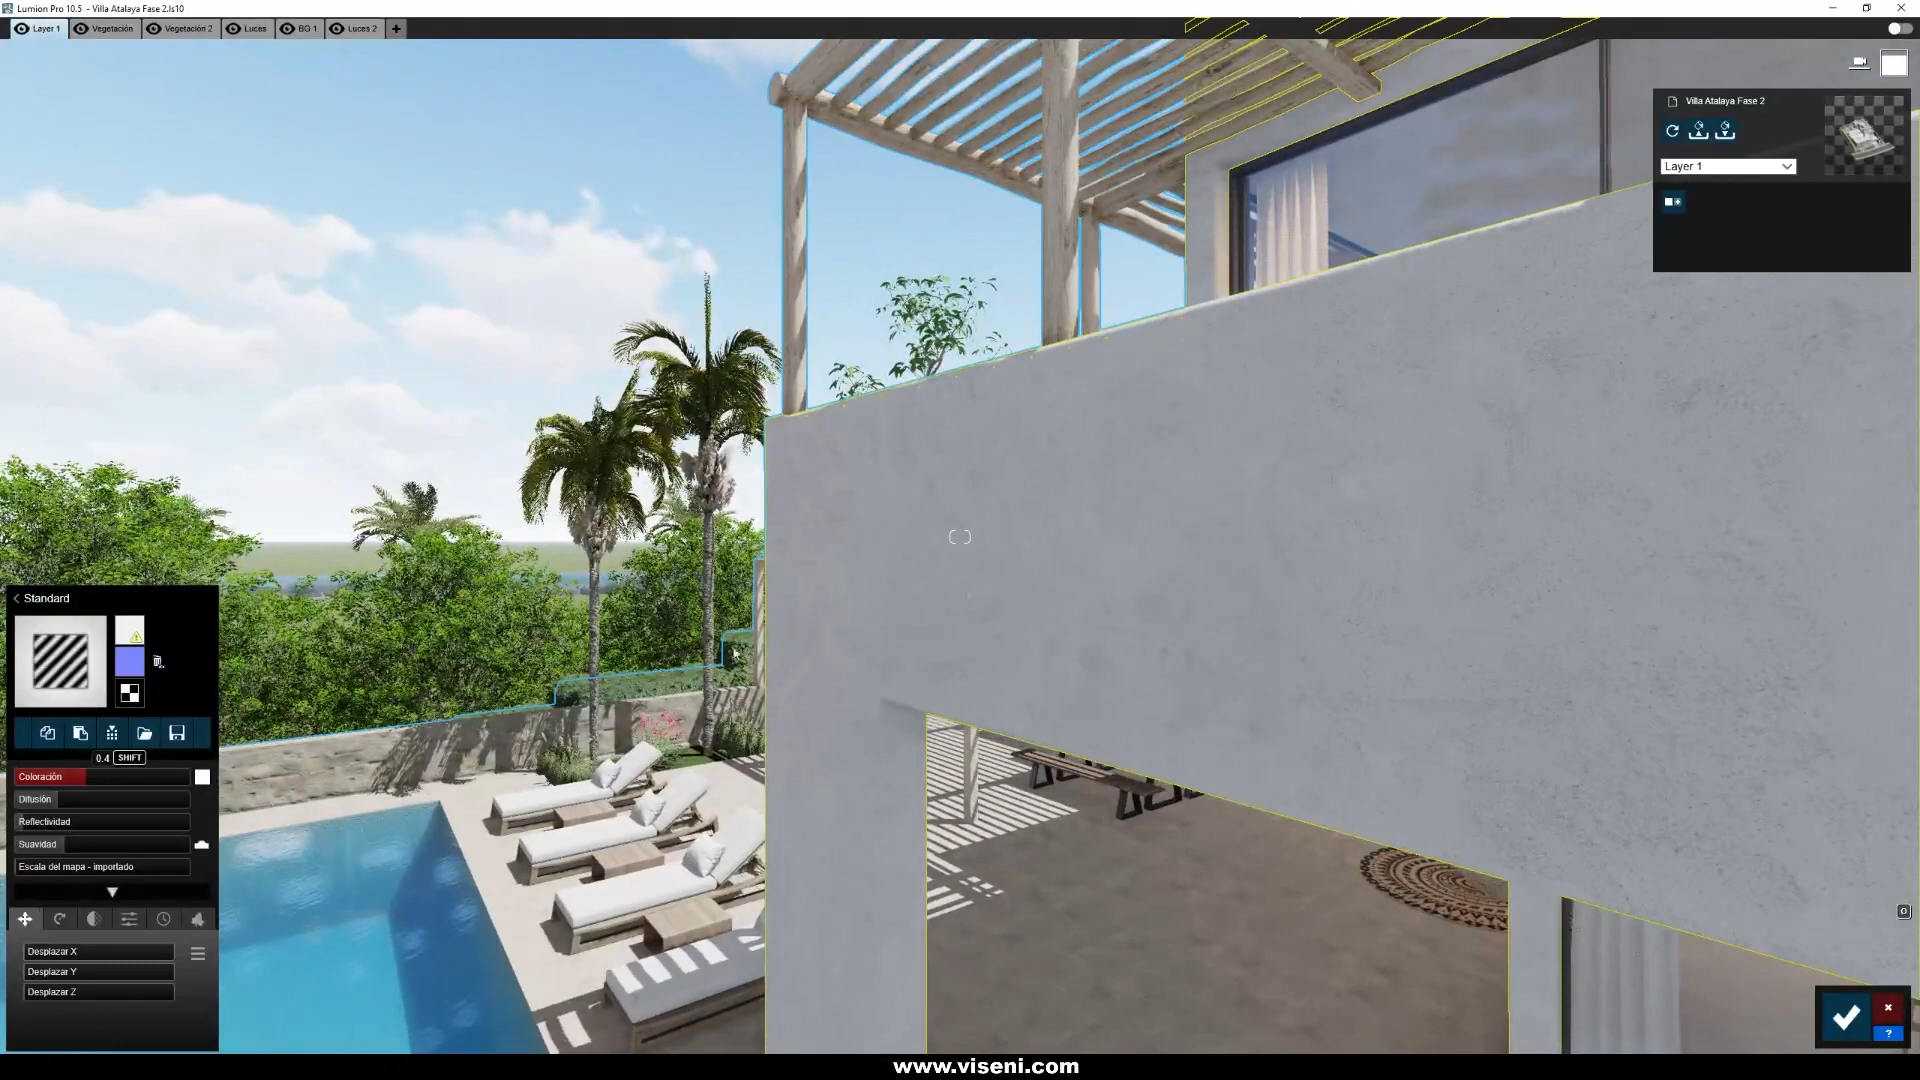 Lumion Pro 10.5 - Villa Atalaya Fase 2.ls10
Layer 1
Vegetación
Vegetación 2
Luces
BG 1
Luces 2
Villa Atalaya Fase 2
Layer 1
Standard
0.4 SHIFT
Coloración
Difusión
Reflectividad
Suavidad
Escala del mapa - importado
Desplazar X
Desplazar Y
Desplazar Z
O
?
www.viseni.com